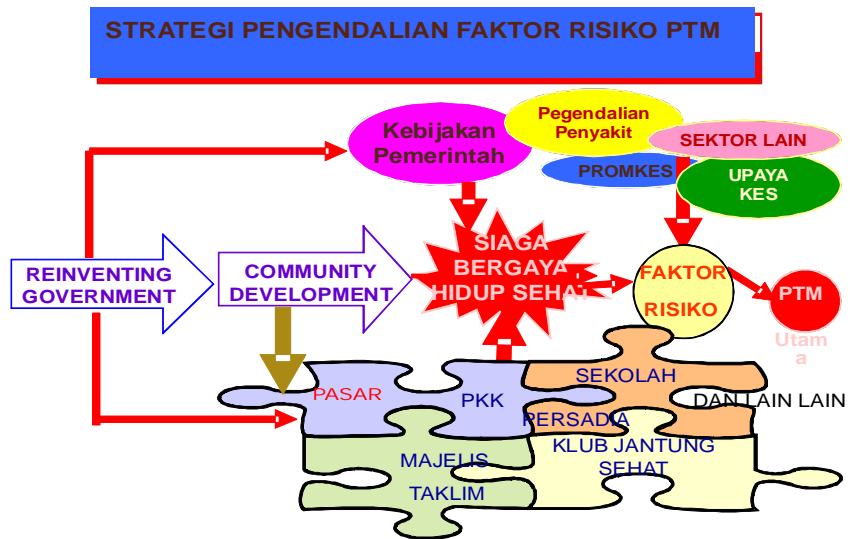 STRATEGI PENGENDALIAN FAKTOR RISIKO PTM
Kebijakan
Pemerintah
Pegendalian
Penyakit
SEKTOR LAIN
PROMKES
UPAYA
KES
REINVENTING
GOVERNMENT
COMMUNITY
DEVELOPMENT
SIAGA
BERGAYA
HIDUP SEHAT
FAKTOR
RISIKO
PTM
Utam
a
PASAR
PKK
SEKOLAH
PERSADIA
DAN LAIN LAIN
MAJELIS
TAKLIM
KLUB JANTUNG
SEHAT